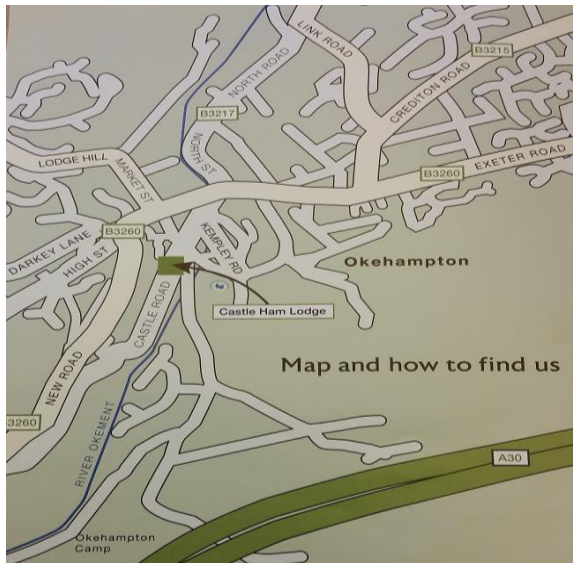 LINK ROAD
B3215
NORTH ROAD
CREDITON ROAD
B3217
NORTH ST
LODGE HILL
MARKET ST
B3260
EXETER ROAD
B3260
KEMPLEY RD
DARKEY LANE
HIGH ST
Okehampton
CASTLE ROAD
Castle Ham Lodge
NEW ROAD
Map and how to find us
B3260
RIVER OKEMENT
A30
Okehampton
Camp